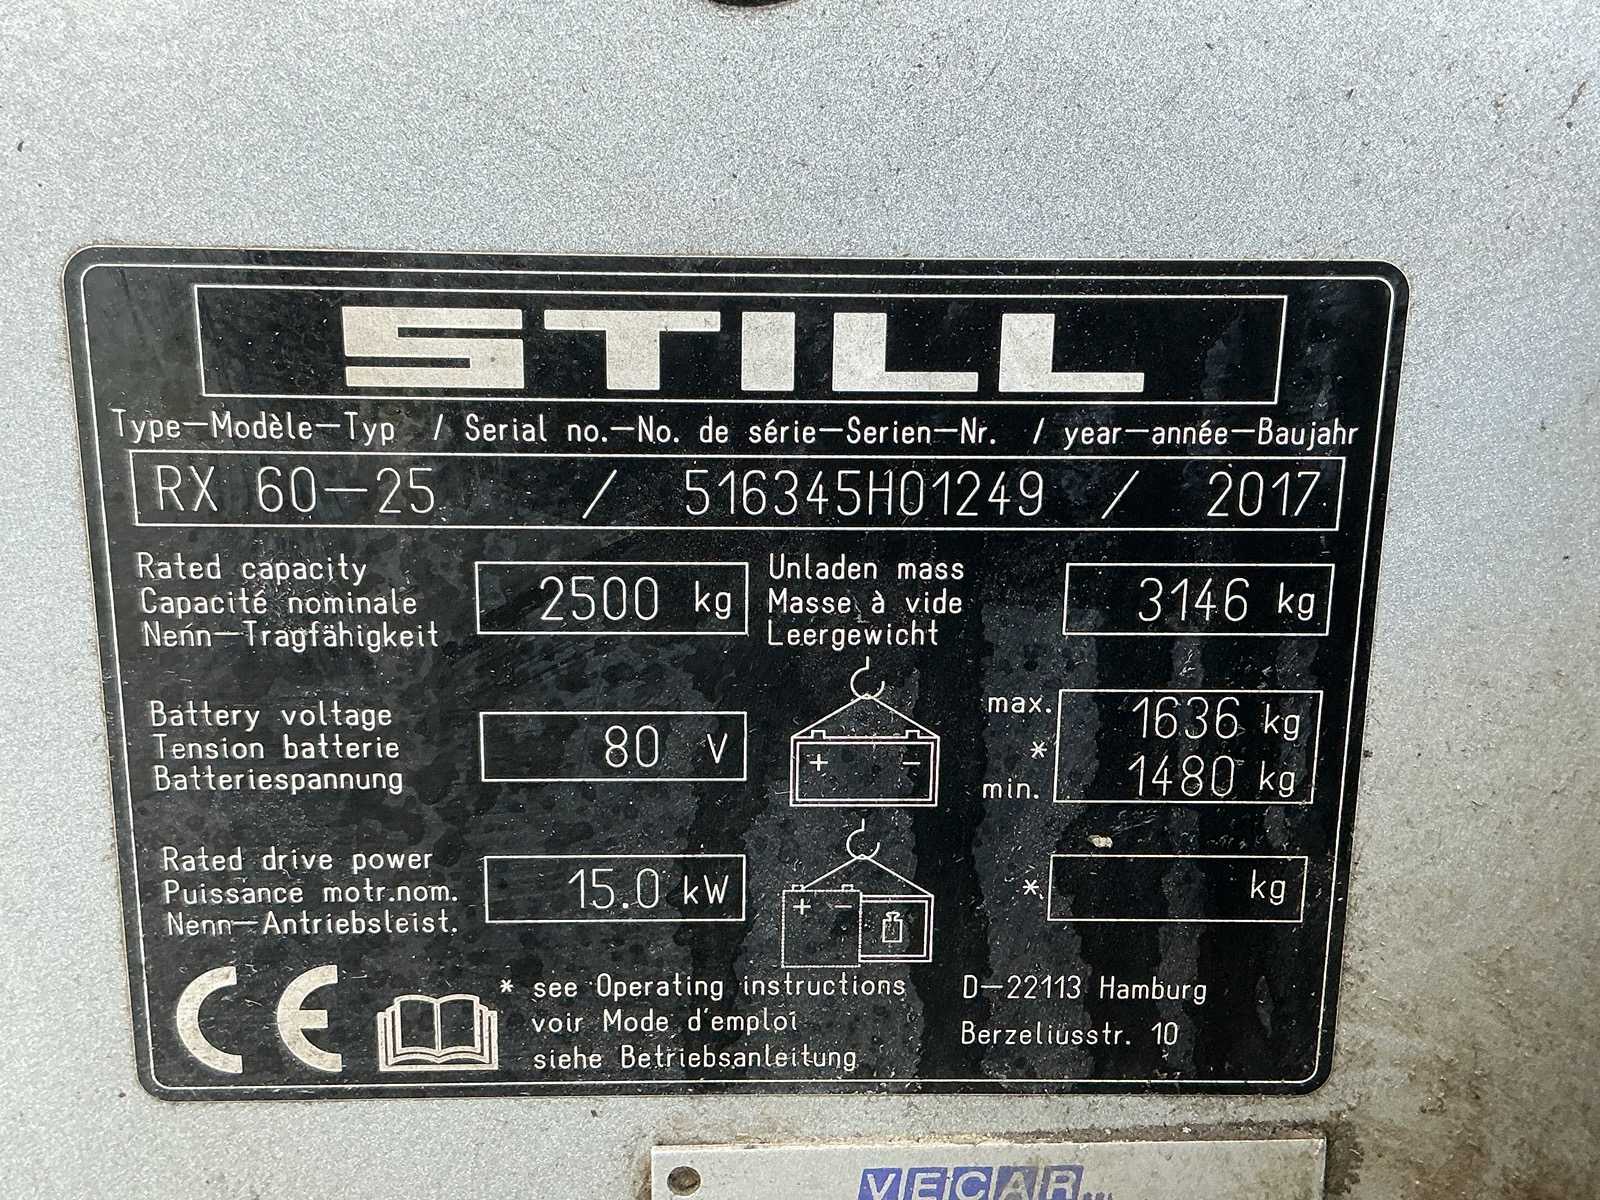 STILL
Type-Modèle-Typ / Serial no.-No. de série-Serien-Nr. / year-année-Baujahr
RX 60-25 / 516345H01249 / 2017
Rated capacity
Capacité nominale
Nenn-Tragfähigkeit
2500 kg
Unladen mass
Masse à vide
Leergewicht
3146 kg
Battery voltage
Tension batterie
Batteriespannung
80 V
+ -
max. 1636 kg
*
min. 1480 kg
Rated drive power
Puissance motr.nom.
Nenn-Antriebsleist.
15.0 kW
+ -
* kg
CE
* see Operating instructions
voir Mode d'emploi
siehe Betriebsanleitung
D-22113 Hamburg
Berzeliusstr. 10
VECAR...